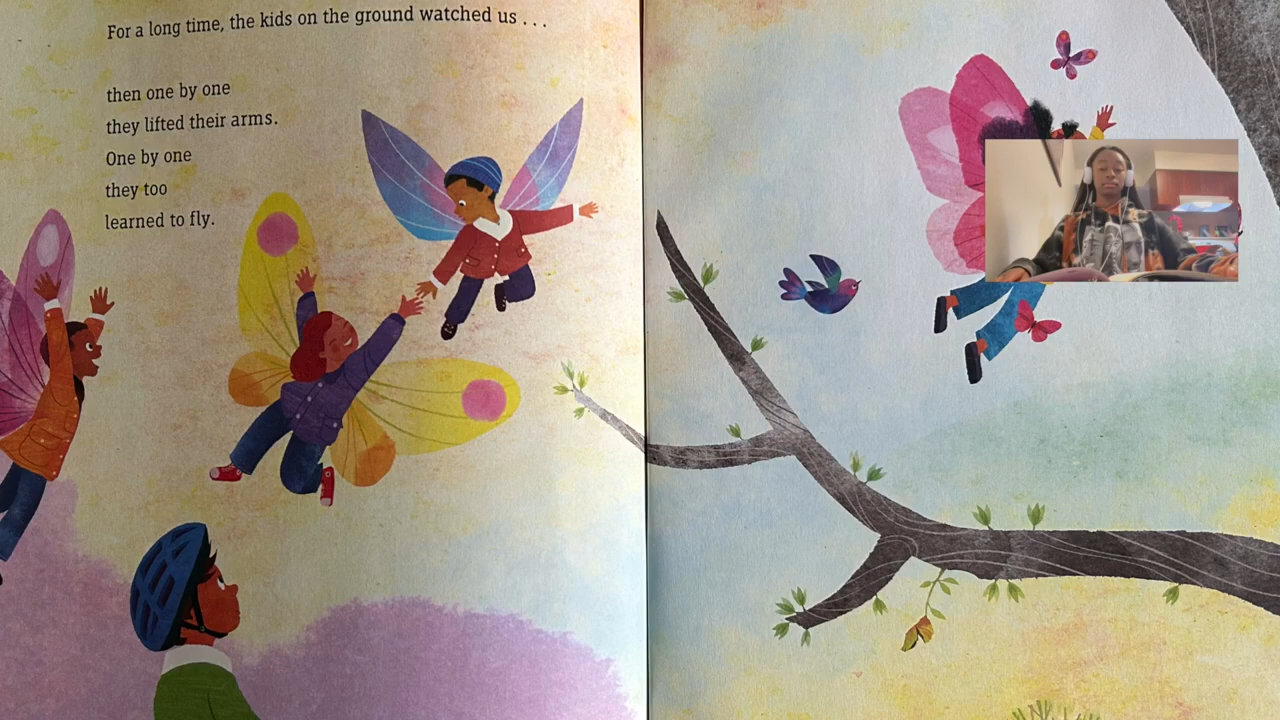 For a long time, the kids on the ground watched us . . .
then one by one
they lifted their arms.
One by one
they too
learned to fly.